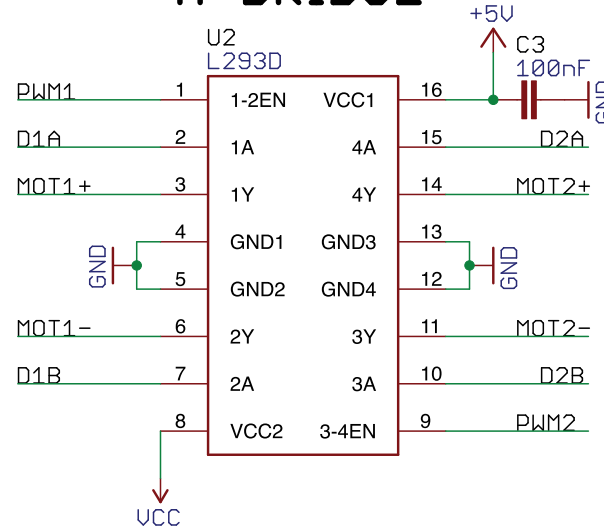 +5V
U2
L293D
C3
100nF
GND
PWM1 1 1-2EN VCC1 16
D1A 2 1A 4A 15 D2A
MOT1+ 3 1Y 4Y 14 MOT2+
4 GND1 GND3 13
GND
GND
5 GND2 GND4 12
MOT1- 6 2Y 3Y 11 MOT2-
D1B 7 2A 3A 10 D2B
8 VCC2 3-4EN 9 PWM2
VCC